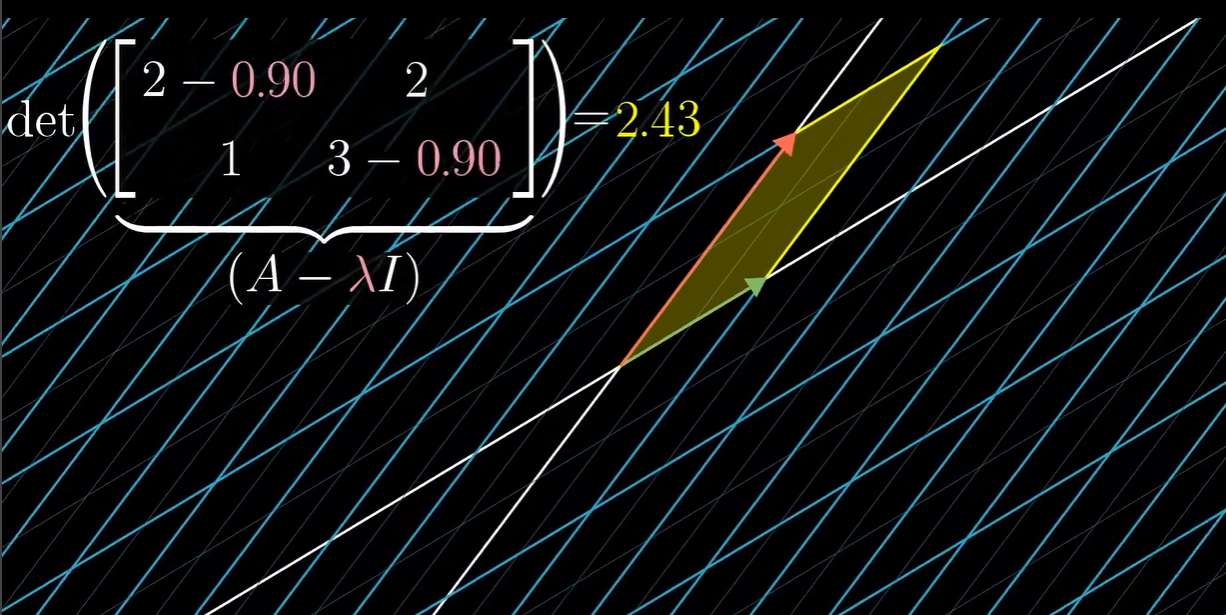 det([2 − 0.90 2
1 3 − 0.90]) = 2.43
(A − λI)